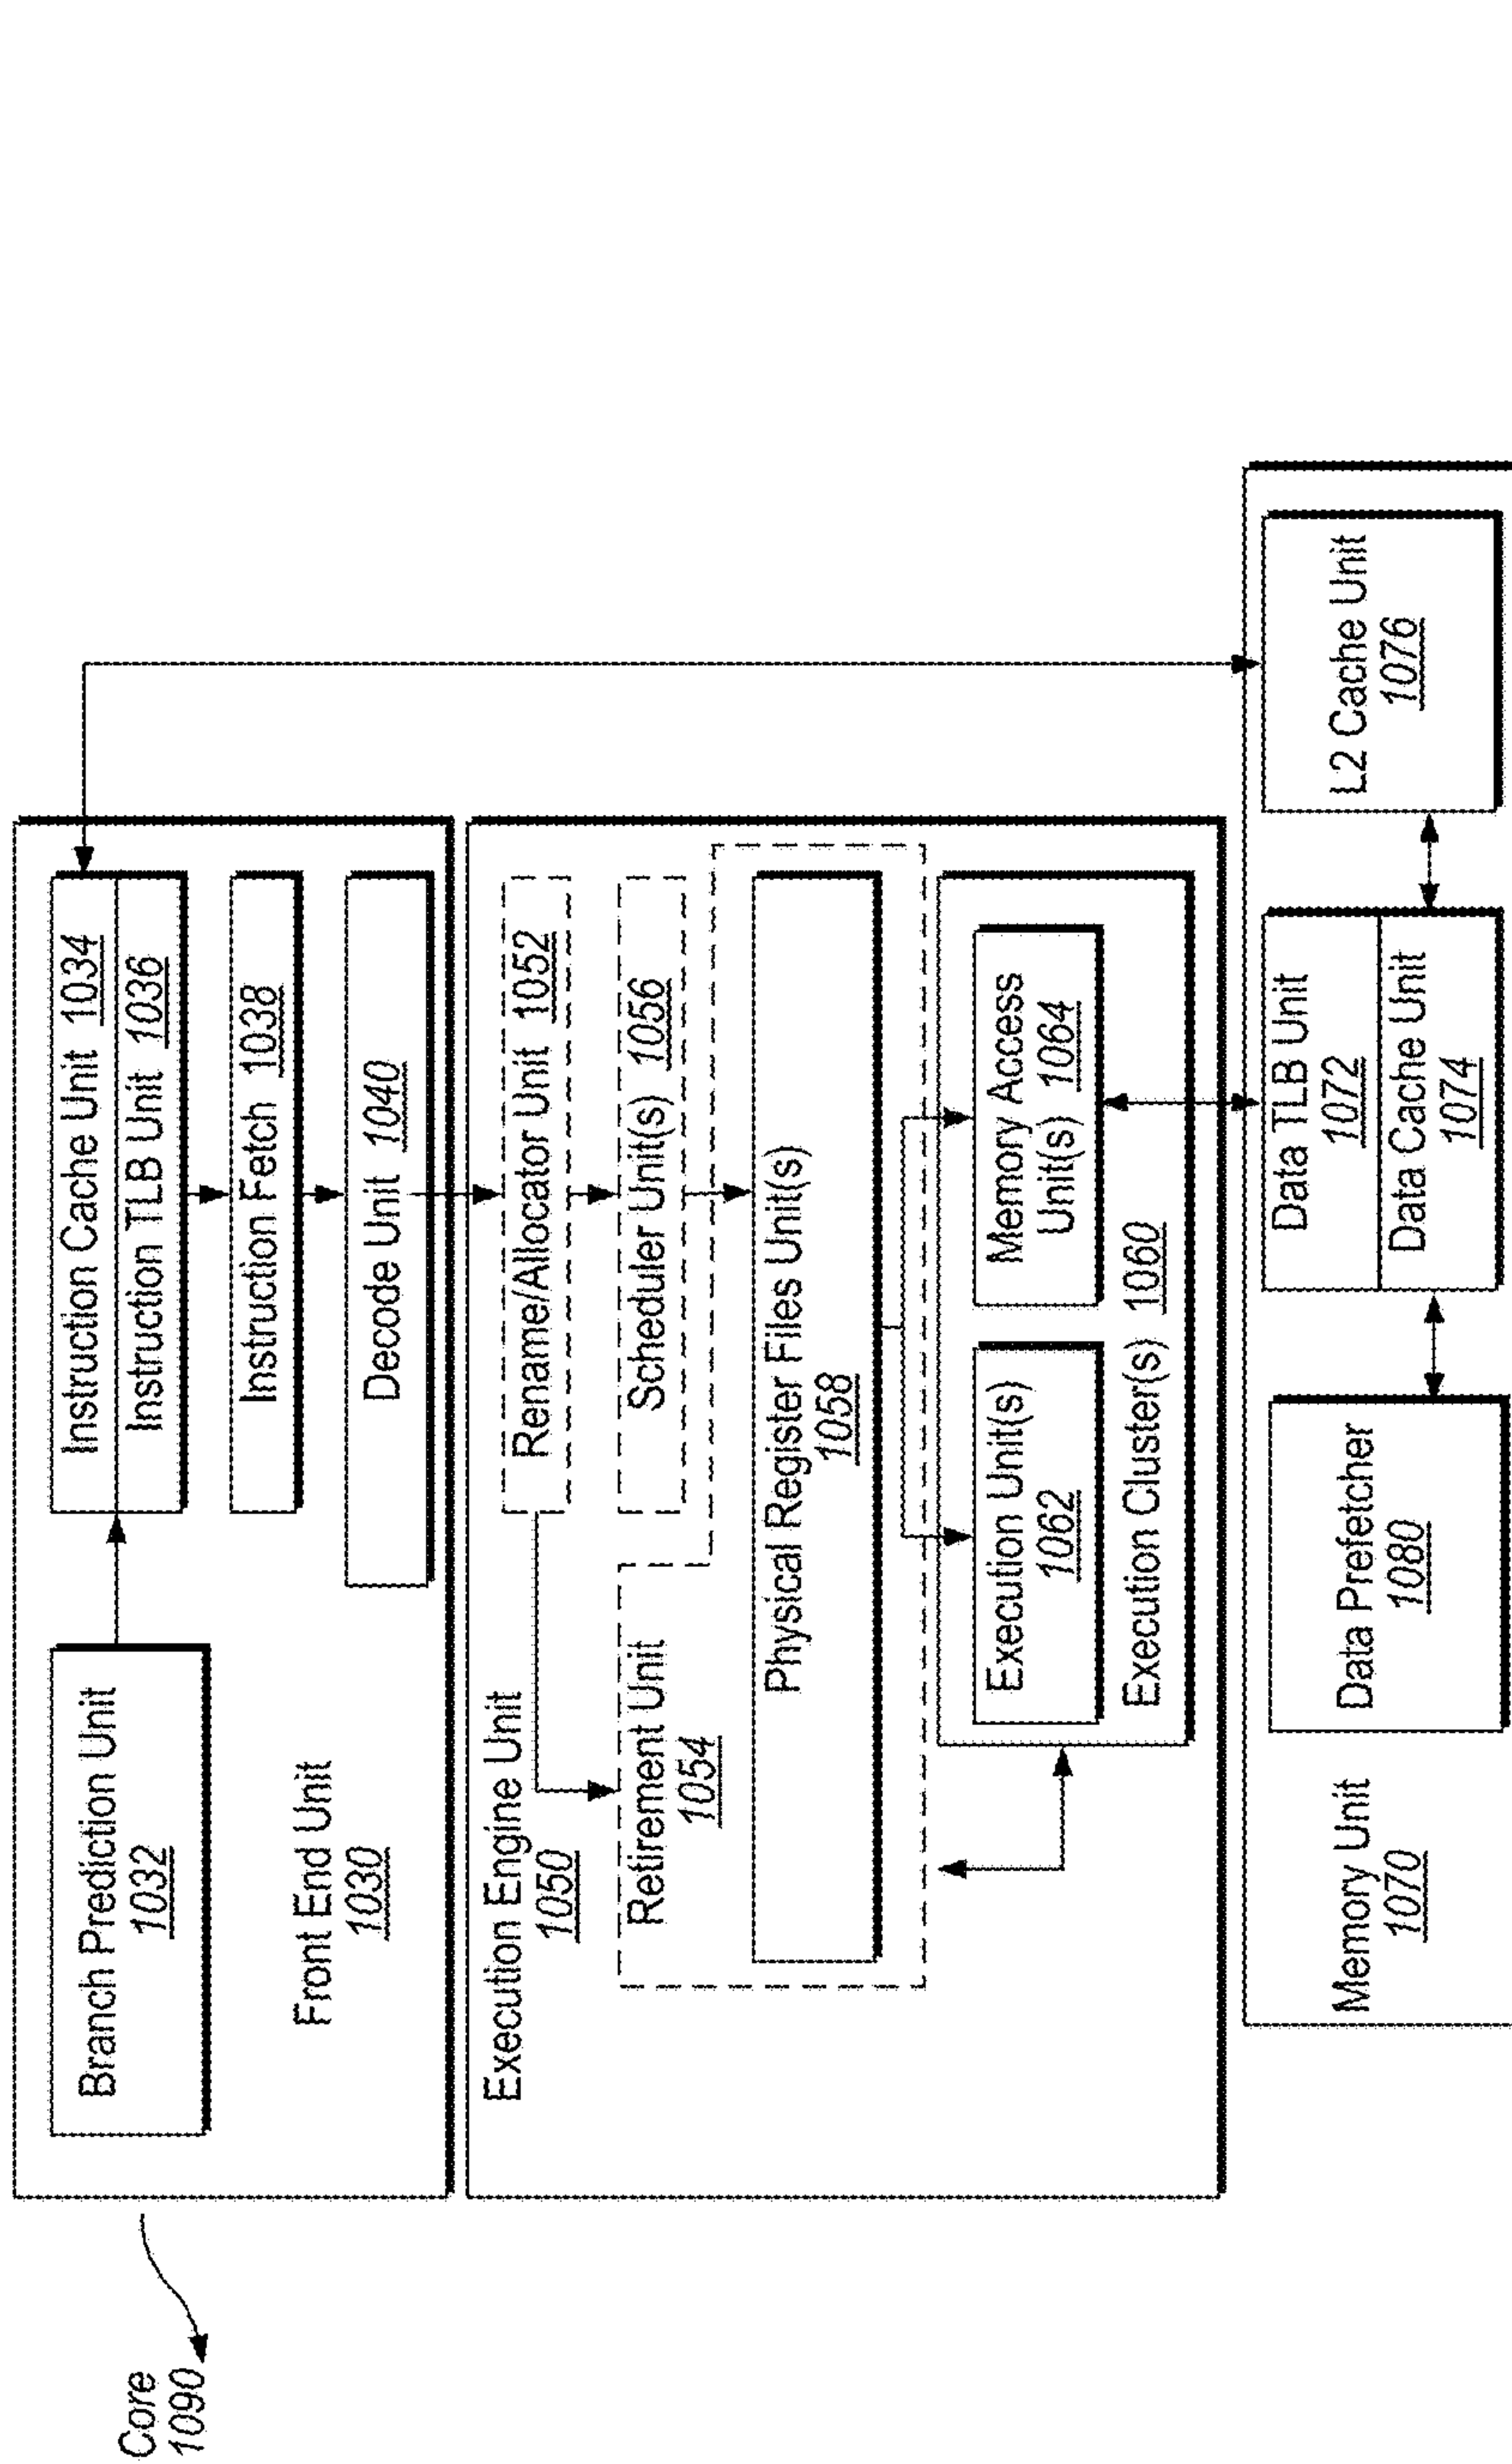 Core
1090
Branch Prediction Unit
1032
Instruction Cache Unit 1034
Instruction TLB Unit 1036
Instruction Fetch 1038
Front End Unit
1030
Decode Unit 1040
Execution Engine Unit
1050
Rename/Allocator Unit 1052
Retirement Unit
1054
Scheduler Unit(s) 1056
Physical Register Files Unit(s)
1058
Execution Unit(s)
1062
Memory Access
Unit(s) 1064
Execution Cluster(s) 1060
Memory Unit
1070
Data Prefetcher
1080
Data TLB Unit
1072
Data Cache Unit
1074
L2 Cache Unit
1076